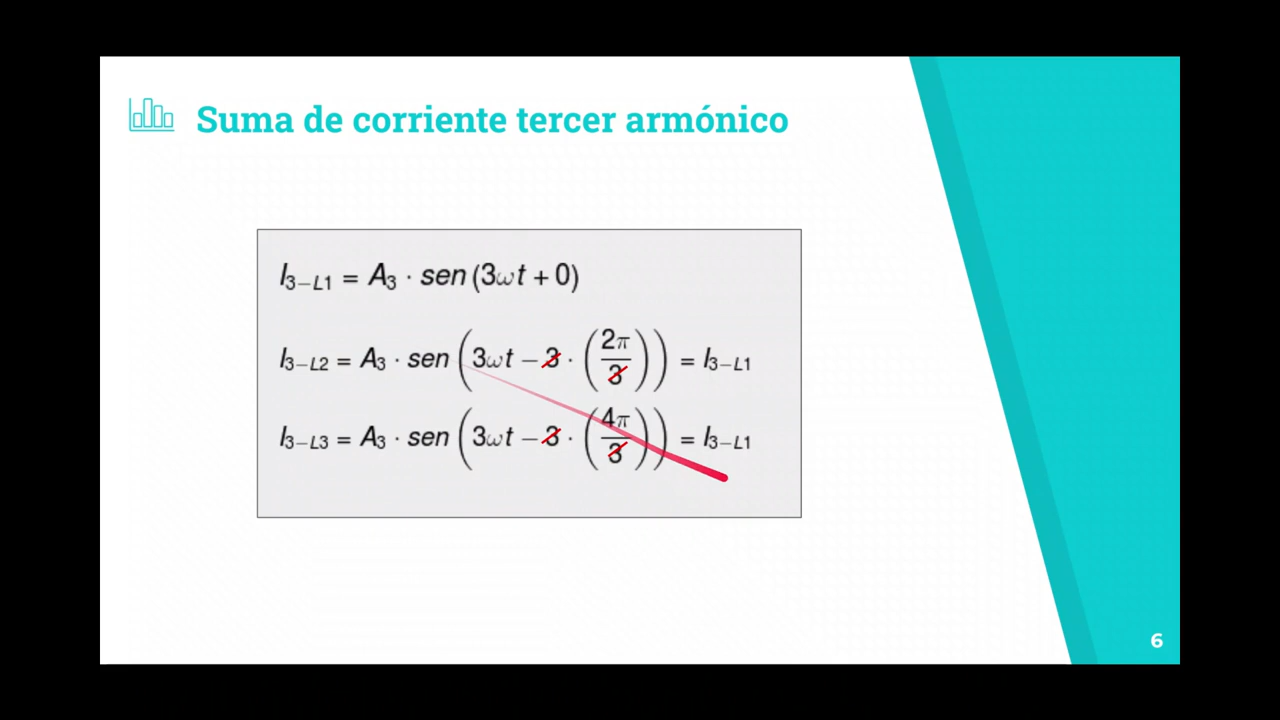 Suma de corriente tercer armónico
I₃₋L1 = A₃ · sen (3ωt + 0)
I₃₋L2 = A₃ · sen (3ωt − 3 · (2π/3)) = I₃₋L1
I₃₋L3 = A₃ · sen (3ωt − 3 · (4π/3)) = I₃₋L1
6